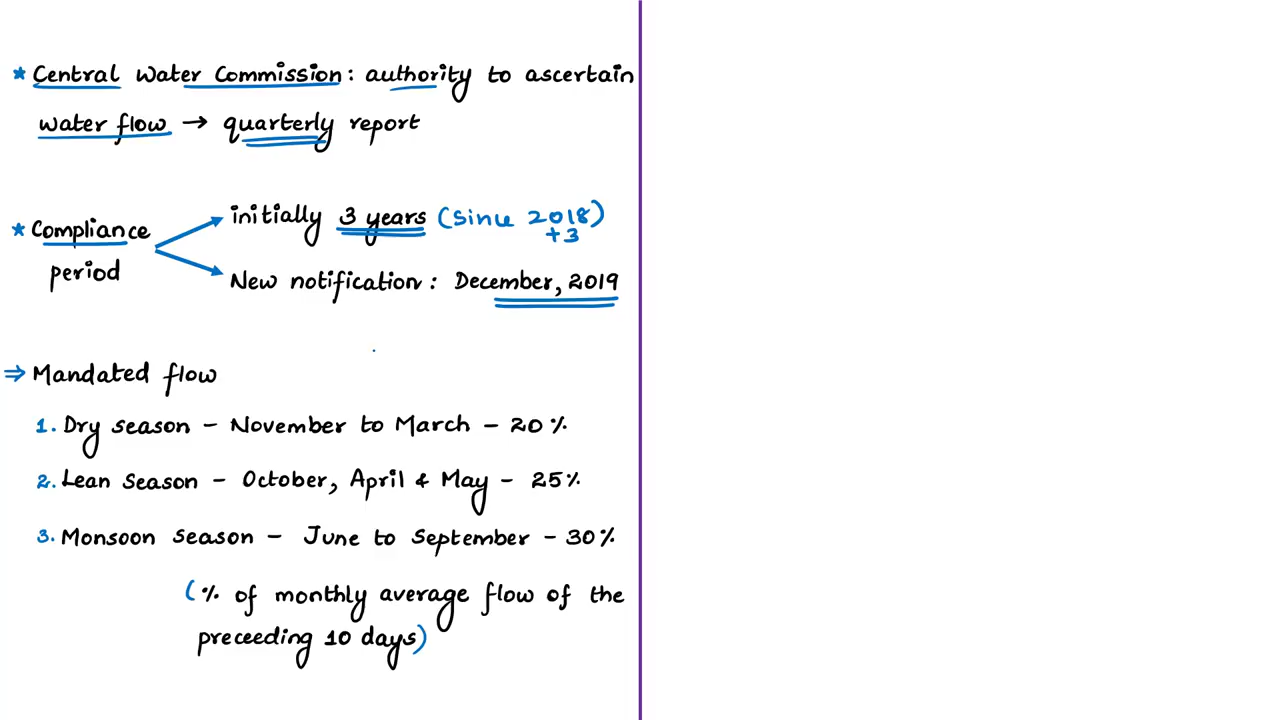 * Central Water Commission: authority to ascertain
water flow → quarterly report
* Compliance period
initially 3 years (Since 2018)
+3
New notification: December, 2019
⇒ Mandated flow
1. Dry season - November to March - 20%
2. Lean Season - October, April & May - 25%
3. Monsoon season - June to September - 30%
(% of monthly average flow of the
preceeding 10 days)